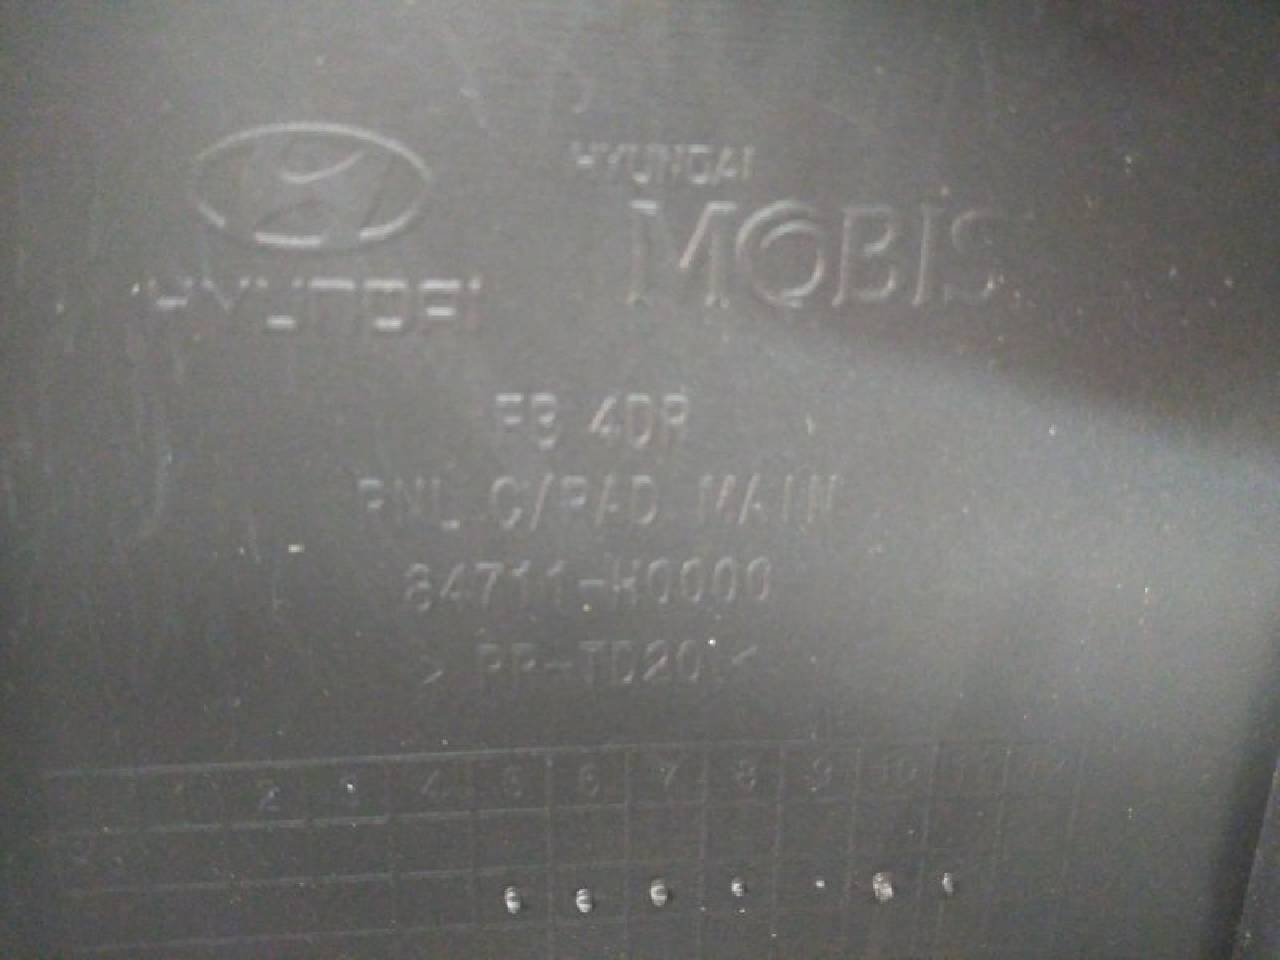 HYUNDAI
HYUNDAI
MOBIS
FB 4DR
PNL C/PAD MAIN
84711-H0000
> PP-TD20 <
2 3 4 5 6 7 8 9 10 11 12